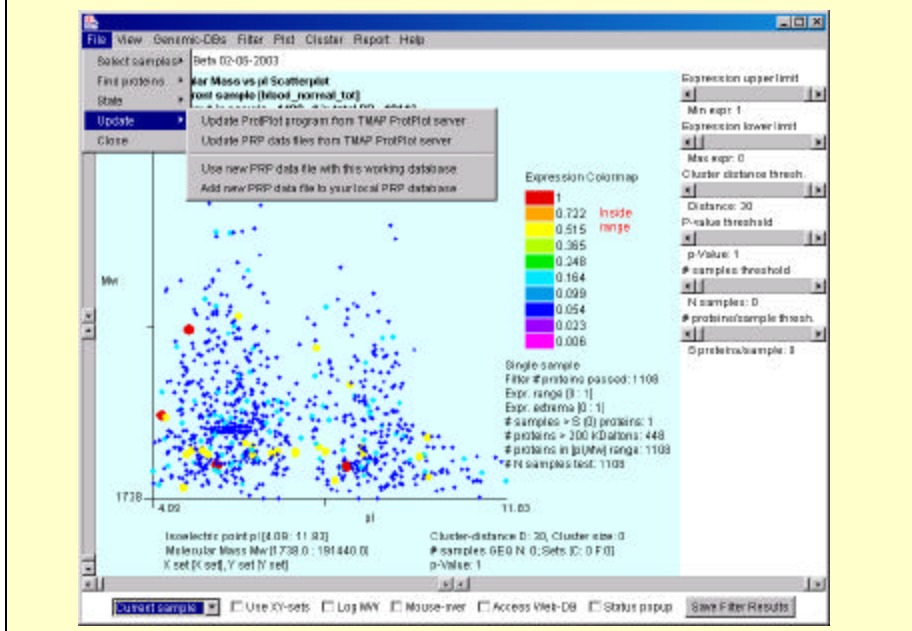 File View Genomic-DBs Filter Plot Cluster Report Help
Select samples
Find proteins
State
Update
Close
Sets 02-06-2003
lar Mass vs pI Scatterplot
rent sample [blood_normal_tot]
Update ProtPlot program from TMAP ProtPlot server
Update PRP data files from TMAP ProtPlot server
Use new PRP data file with this working database
Add new PRP data file to your local PRP database
Mw
1738
4.09
11.83
pI
Isoelectric point pI [4.09 : 11.83]
Molecular Mass Mw [1738.0 : 191440.0]
X set [X set], Y set [Y set]
Cluster-distance D: 30, Cluster size: 0
# samples GEQ N: 0; Sets [C: 0 F:0]
p-Value: 1
Expression Colormap
1
0.722
0.515
0.365
0.248
0.164
0.099
0.054
0.023
0.006
Inside
range
Single sample
Filter # proteins passed: 1108
Expr. range [0 : 1]
Expr. extrema [0 : 1]
# samples > S (0) proteins: 1
# proteins > 200 KDaltons: 448
# proteins in [pI,Mw] range: 1108
# N samples test: 1108
Expression upper limit
Min expr: 1
Expression lower limit
Max expr: 0
Cluster distance thresh.
Distance: 30
P-value threshold
p-Value: 1
# samples threshold
N samples: 0
# proteins/sample thresh.
S proteins/sample: 0
Current sample
Use XY-sets
Log MW
Mouse-over
Access Web-DB
Status popup
Save Filter Results